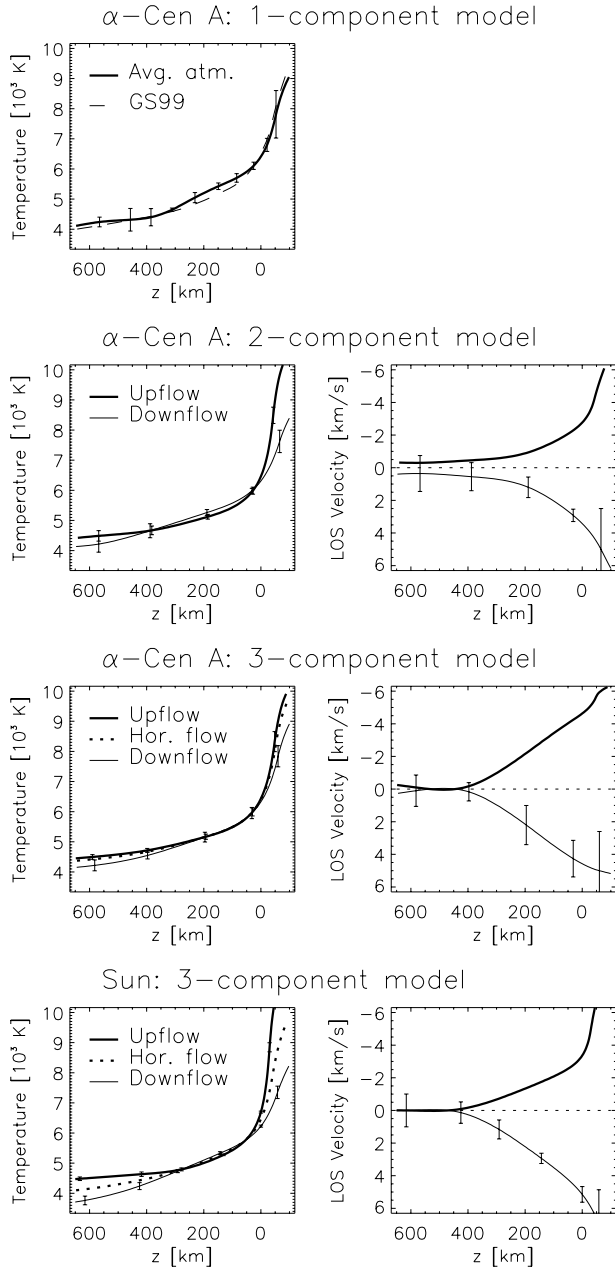 α−Cen A: 1−component model
Temperature [10³ K]
10
9
8
7
6
5
4
Avg. atm.
GS99
600 400 200 0
z [km]
α−Cen A: 2−component model
Temperature [10³ K]
10
9
8
7
6
5
4
Upflow
Downflow
600 400 200 0
z [km]
LOS Velocity [km/s]
−6
−4
−2
0
2
4
6
600 400 200 0
z [km]
α−Cen A: 3−component model
Temperature [10³ K]
10
9
8
7
6
5
4
Upflow
Hor. flow
Downflow
600 400 200 0
z [km]
LOS Velocity [km/s]
−6
−4
−2
0
2
4
6
600 400 200 0
z [km]
Sun: 3−component model
Temperature [10³ K]
10
9
8
7
6
5
4
Upflow
Hor. flow
Downflow
600 400 200 0
z [km]
LOS Velocity [km/s]
−6
−4
−2
0
2
4
6
600 400 200 0
z [km]